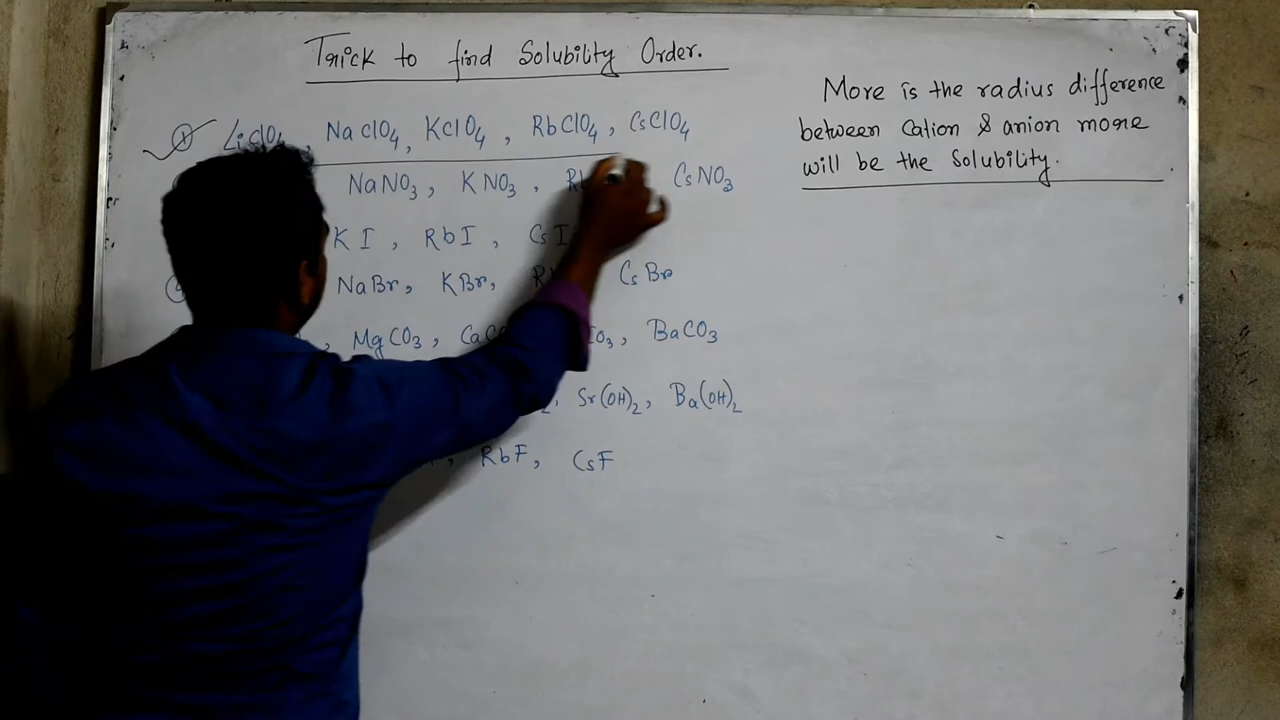 Trick to find Solubility Order.
More is the radius difference
between Cation & anion more
will be the Solubility.
① LiClO4, NaClO4, KClO4, RbClO4, CsClO4
NaNO3, KNO3, CsNO3
KI, RbI, CsI
NaBr, KBr, CsBr
, MgCO3, BaCO3
Sr(OH)2, Ba(OH)2
, RbF, CsF